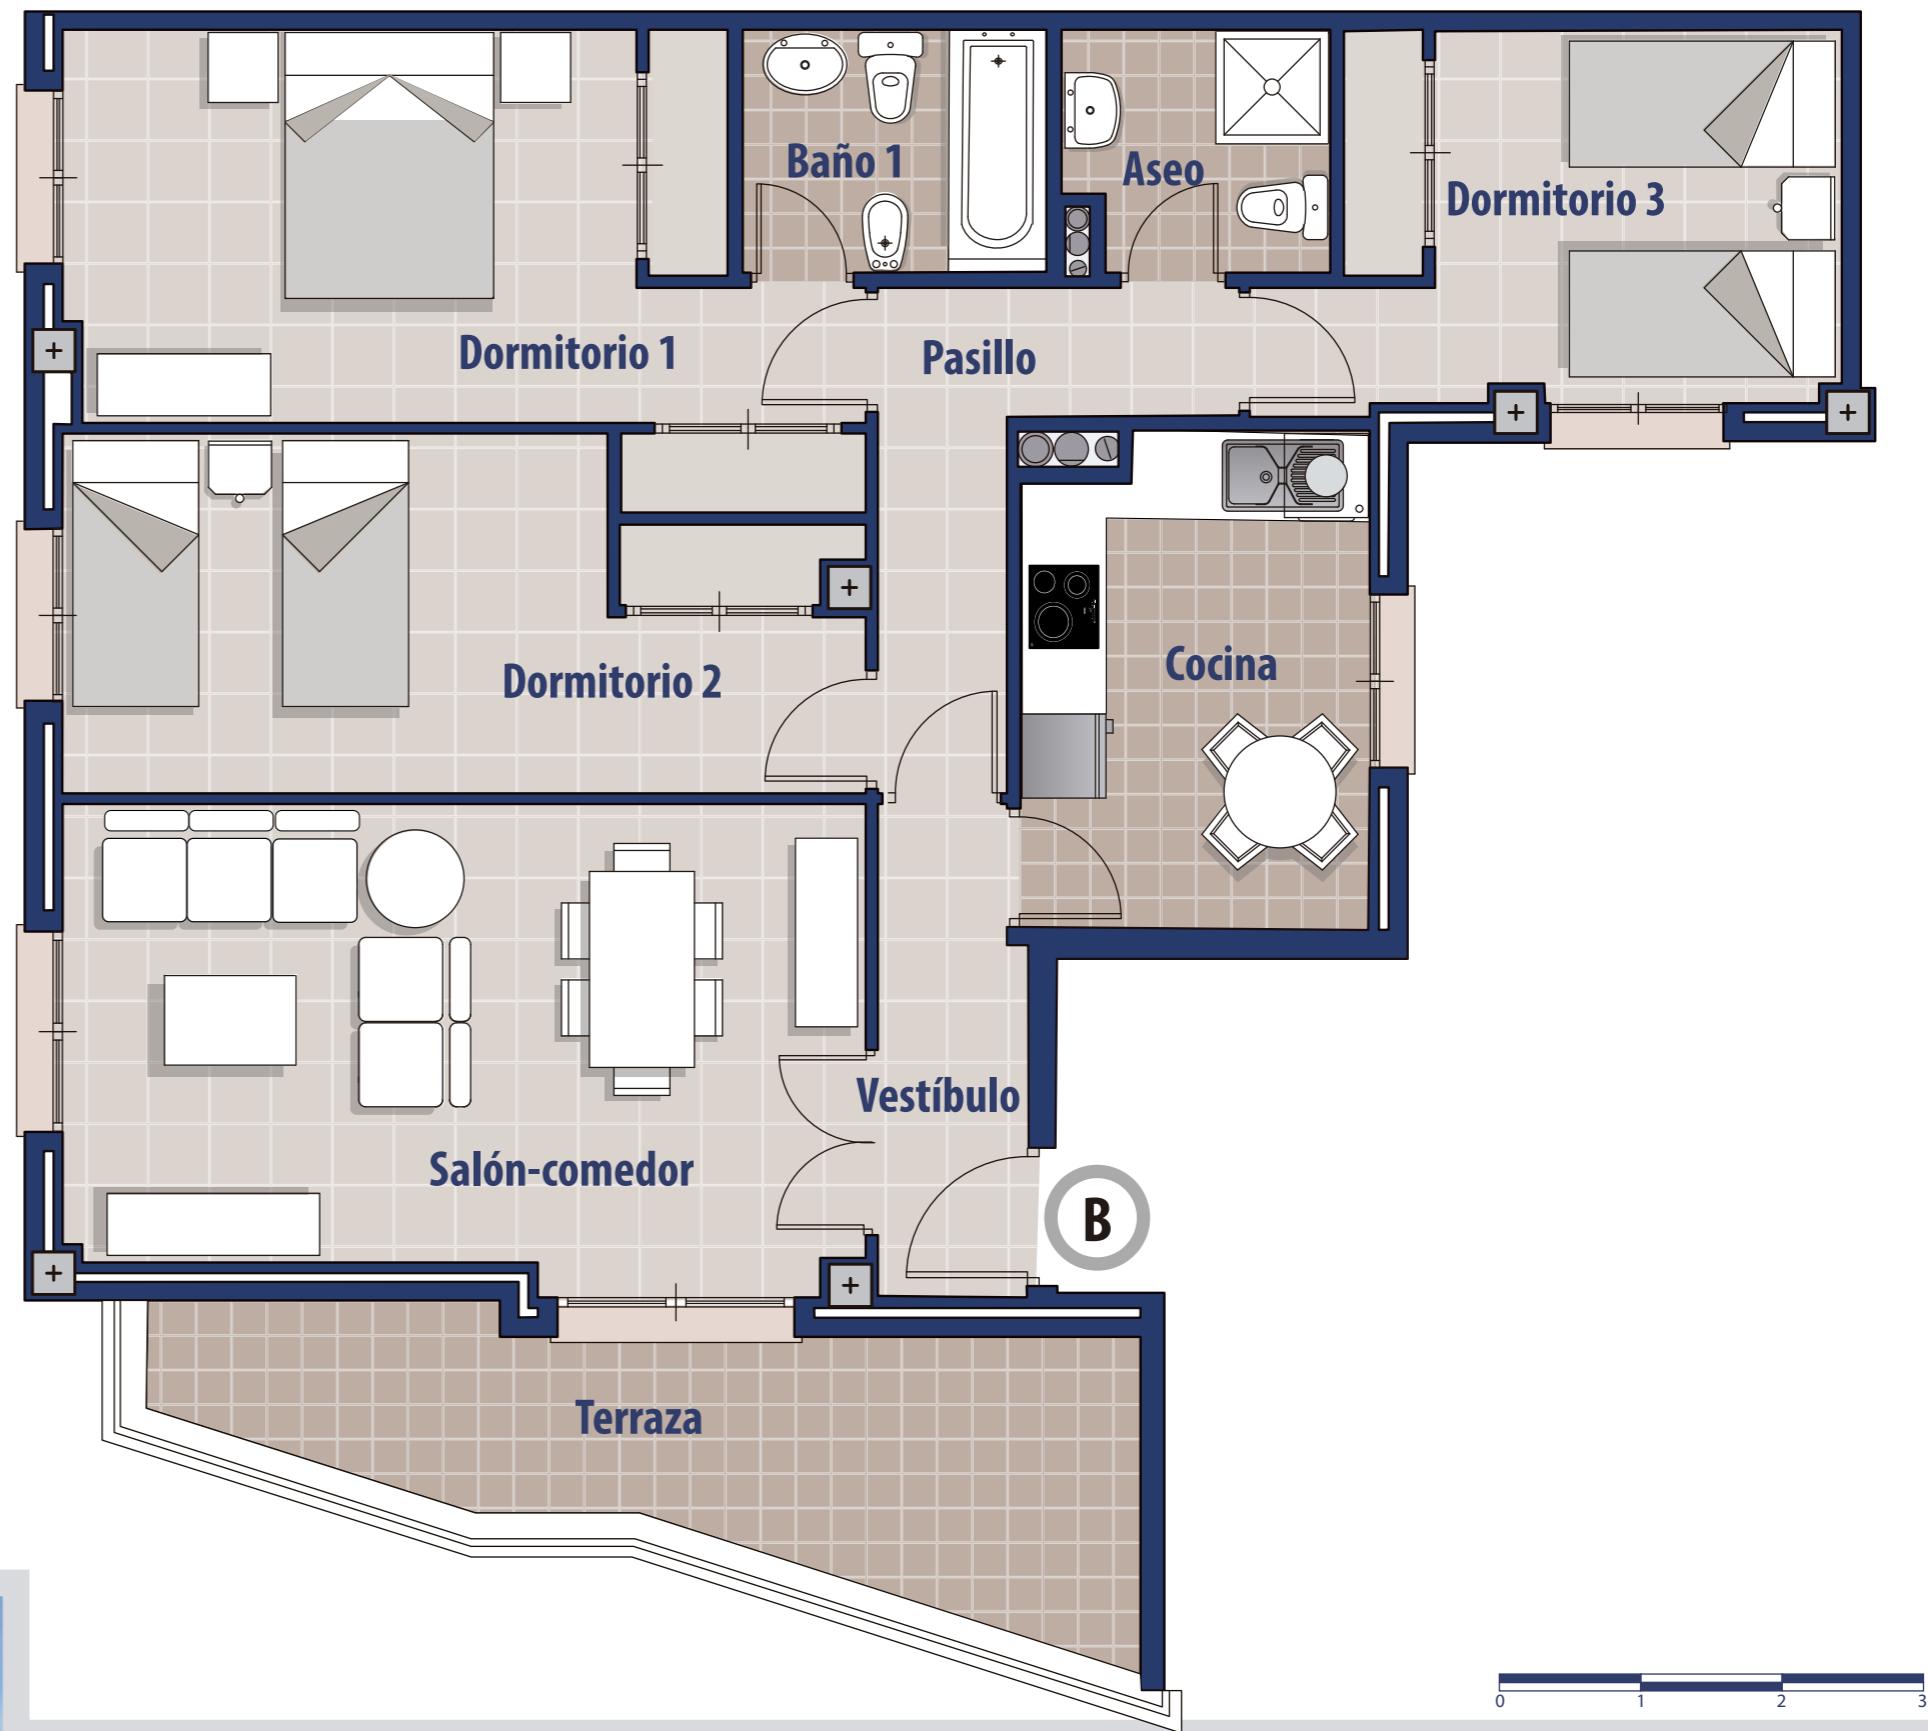 Baño 1
Aseo
Dormitorio 3
Dormitorio 1
Pasillo
Dormitorio 2
Cocina
Vestíbulo
Salón-comedor
B
Terraza
0 1 2 3